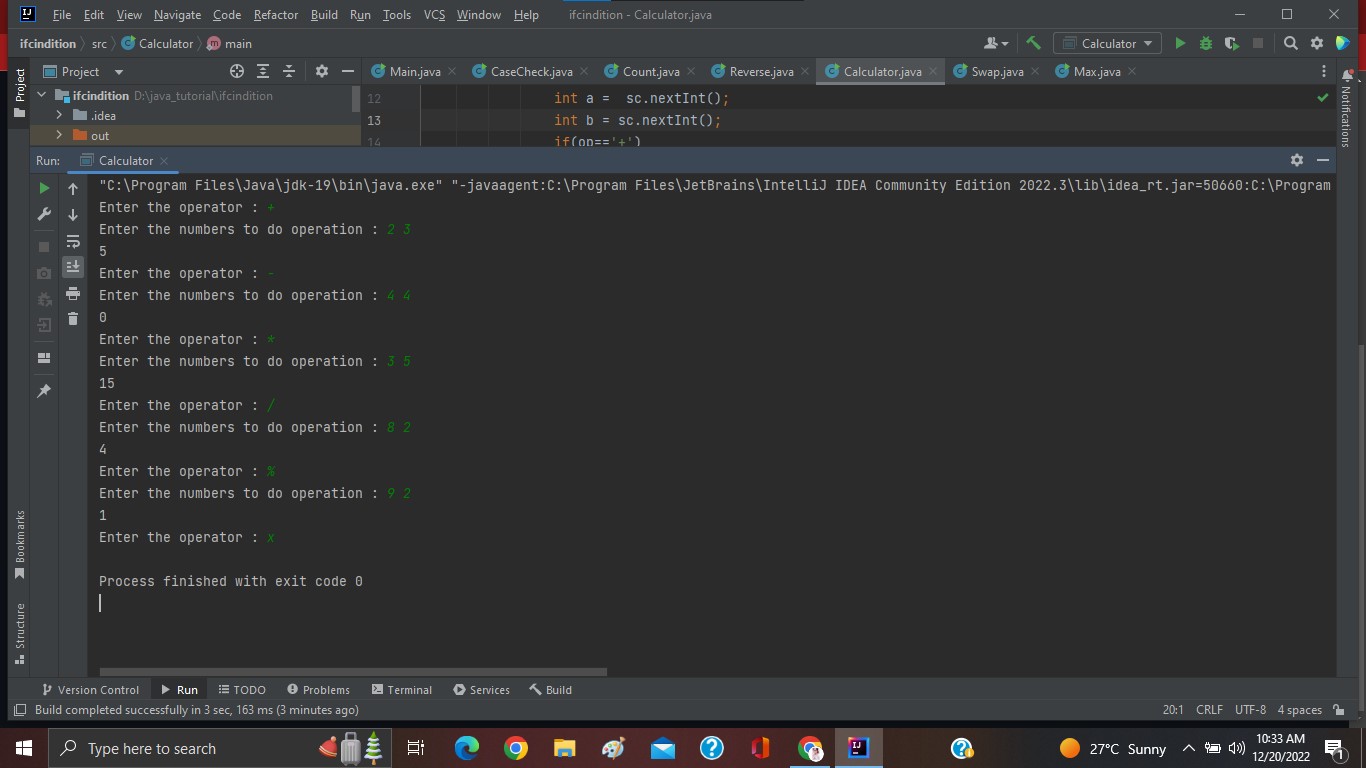 File Edit View Navigate Code Refactor Build Run Tools VCS Window Help ifcindition - Calculator.java
ifcindition src Calculator main Calculator
Project Main.java CaseCheck.java Count.java Reverse.java Calculator.java Swap.java Max.java
Project
Notifications
ifcindition D:\java_tutorial\ifcindition
.idea
out
12 int a =  sc.nextInt();
13 int b = sc.nextInt();
14 if(op=='+')
Run: Calculator
"C:\Program Files\Java\jdk-19\bin\java.exe" "-javaagent:C:\Program Files\JetBrains\IntelliJ IDEA Community Edition 2022.3\lib\idea_rt.jar=50660:C:\Program
Enter the operator : +
Enter the numbers to do operation : 2 3
5
Enter the operator : -
Enter the numbers to do operation : 4 4
0
Enter the operator : *
Enter the numbers to do operation : 3 5
15
Enter the operator : /
Enter the numbers to do operation : 8 2
4
Enter the operator : %
Enter the numbers to do operation : 9 2
1
Enter the operator : x
Process finished with exit code 0
Bookmarks
Structure
Version Control Run TODO Problems Terminal Services Build
Build completed successfully in 3 sec, 163 ms (3 minutes ago) 20:1 CRLF UTF-8 4 spaces
Type here to search 27°C Sunny 10:33 AM
12/20/2022 1